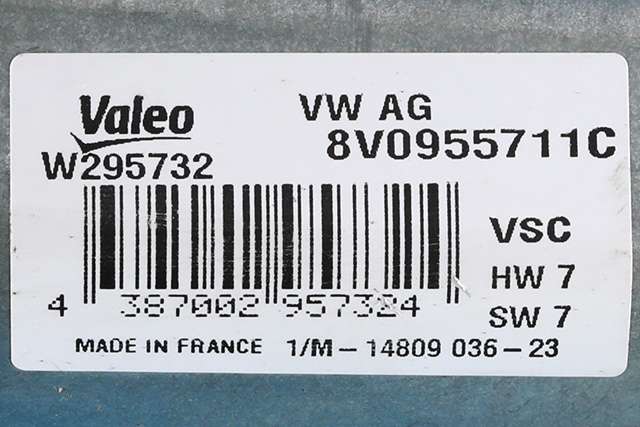 Valeo
VW AG
8V0955711C
W295732
VSC
HW 7
SW 7
4 387002 957324
MADE IN FRANCE 1/M-14809 036-23